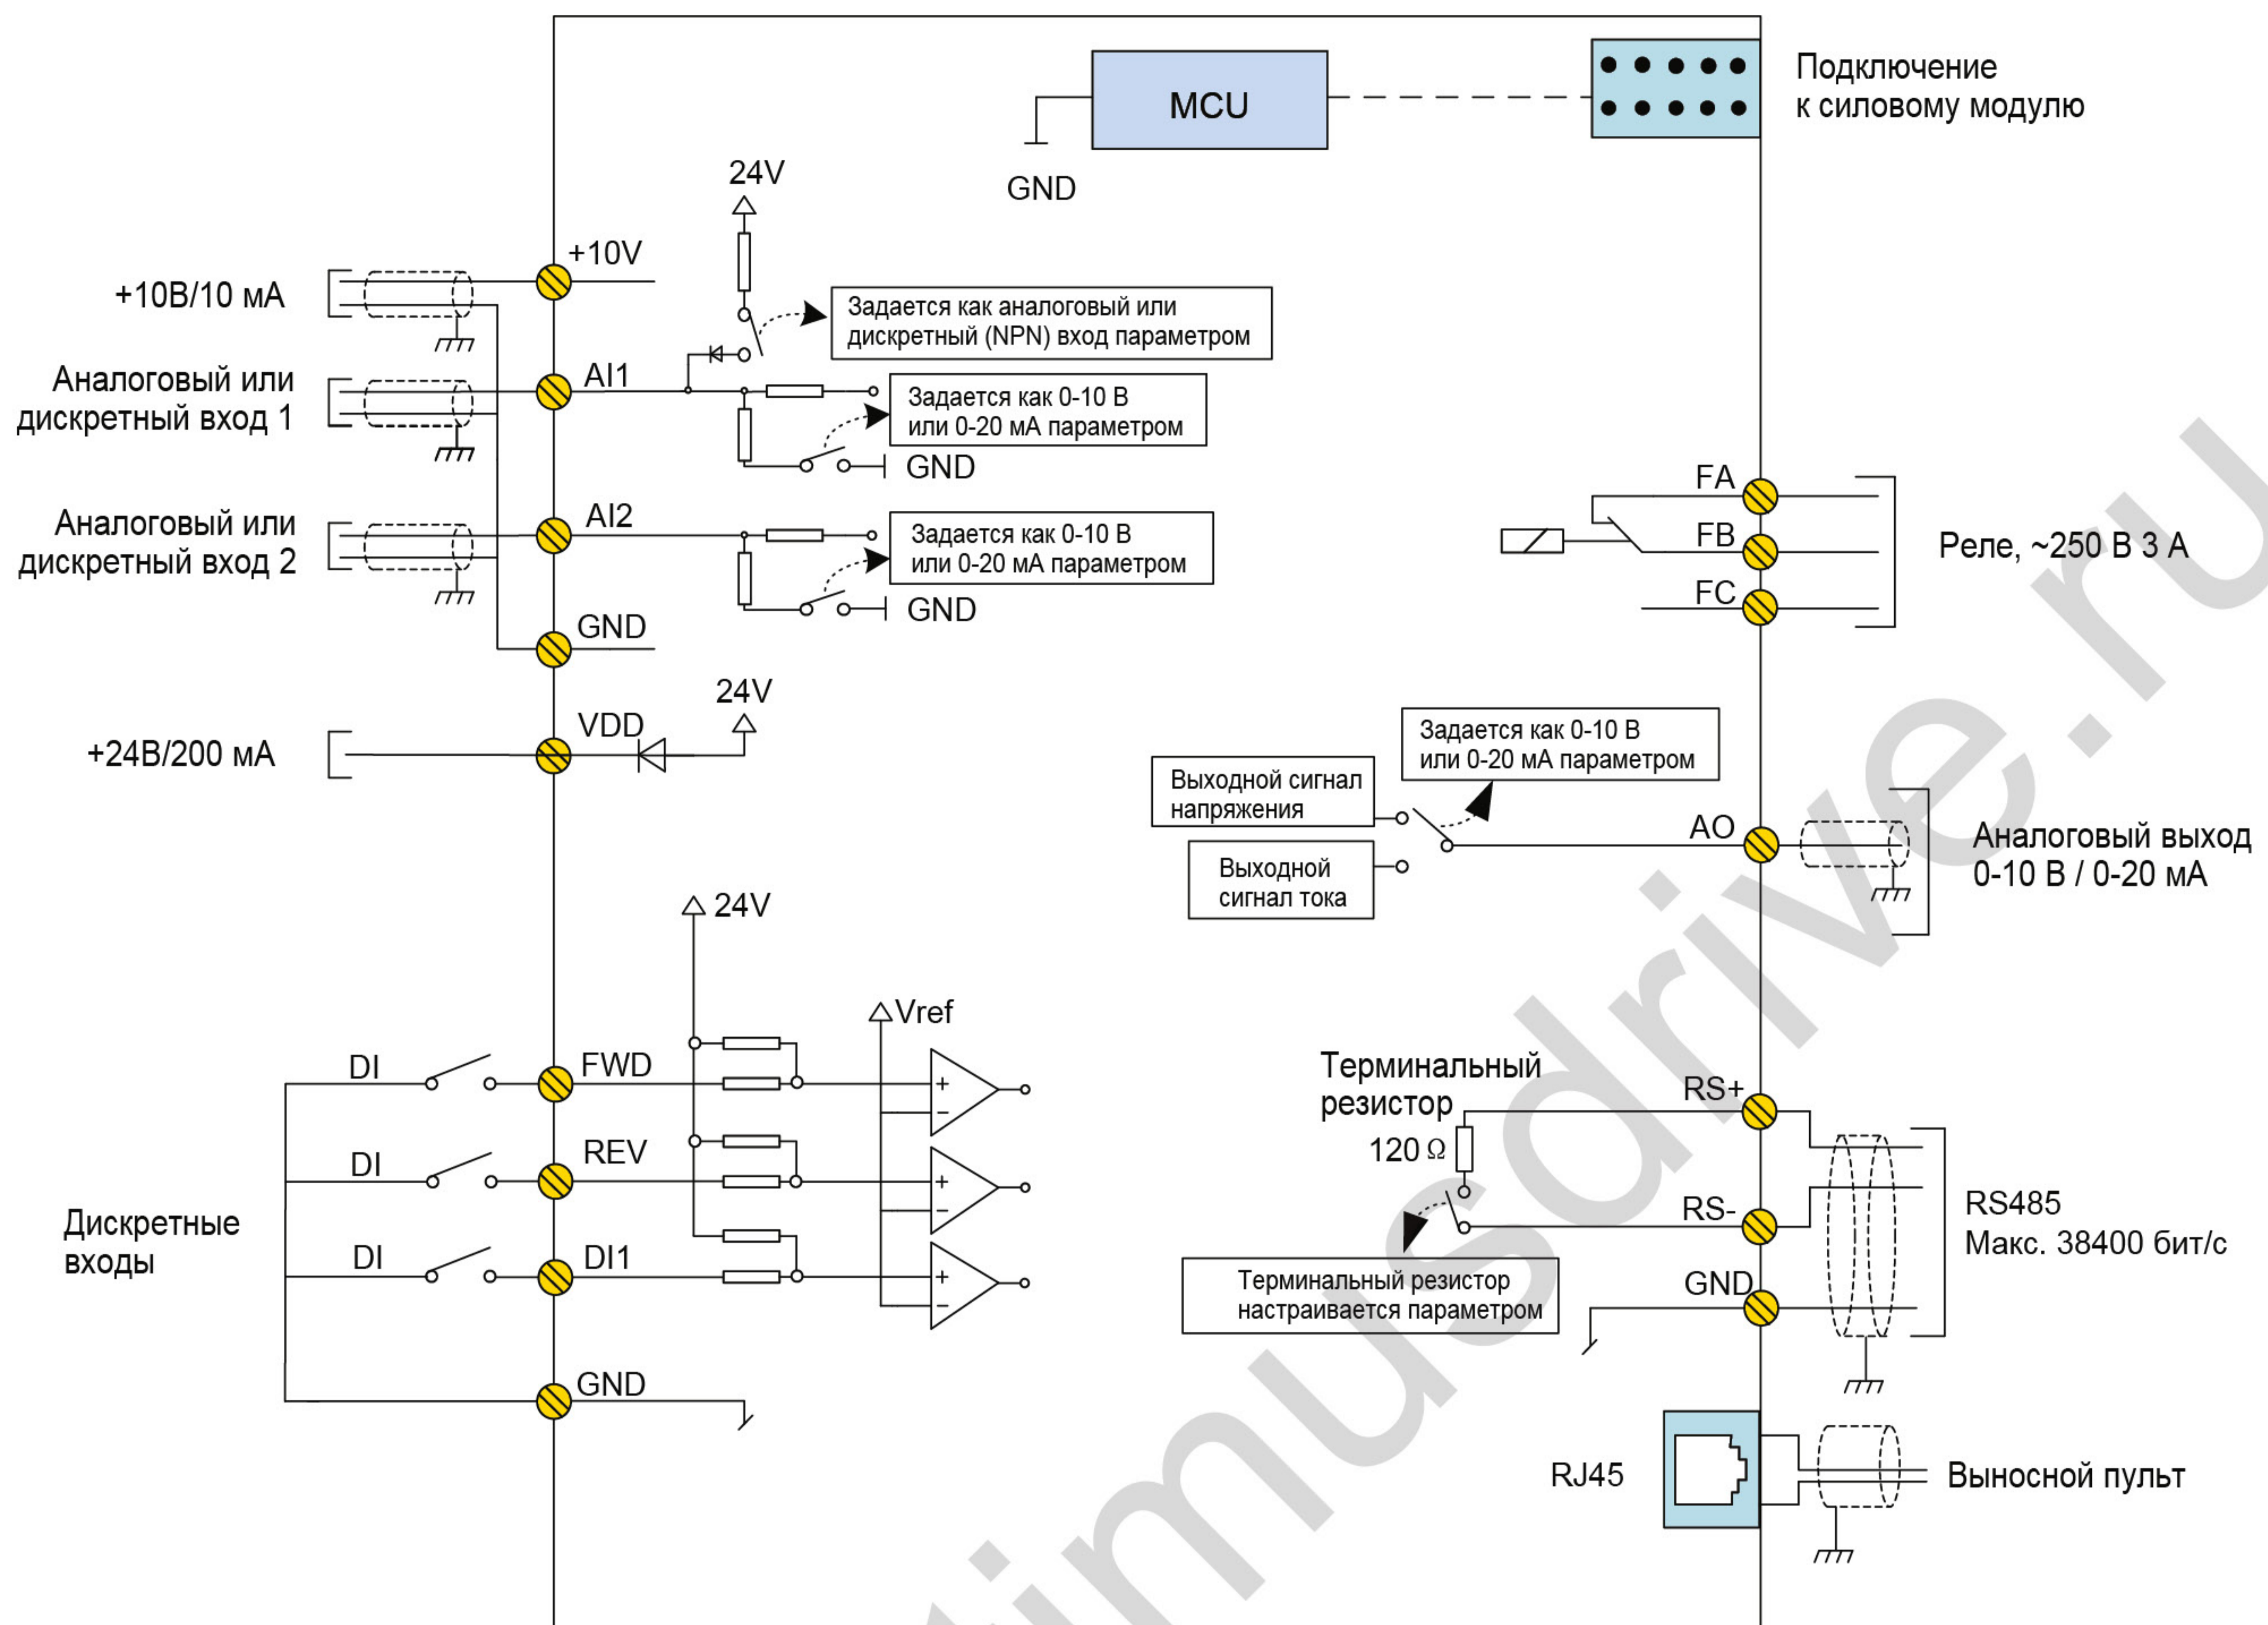 MCU
GND
Подключение
к силовому модулю
24V
+10V
+10В/10 мА
Задается как аналоговый или
дискретный (NPN) вход параметром
Аналоговый или
дискретный вход 1
AI1
Задается как 0-10 В
или 0-20 мА параметром
GND
Аналоговый или
дискретный вход 2
AI2
Задается как 0-10 В
или 0-20 мА параметром
GND
GND
24V
VDD
+24В/200 мА
FA
FB
FC
Реле, ~250 В 3 А
Задается как 0-10 В
или 0-20 мА параметром
Выходной сигнал
напряжения
Выходной
сигнал тока
AO
Аналоговый выход
0-10 В / 0-20 мА
24V
Vref
DI
FWD
+
−
DI
REV
+
−
Дискретные
входы
DI
DI1
+
−
GND
Терминальный
резистор
120 Ω
RS+
RS-
GND
RS485
Макс. 38400 бит/с
Терминальный резистор
настраивается параметром
RJ45
Выносной пульт
imusdrive.ru